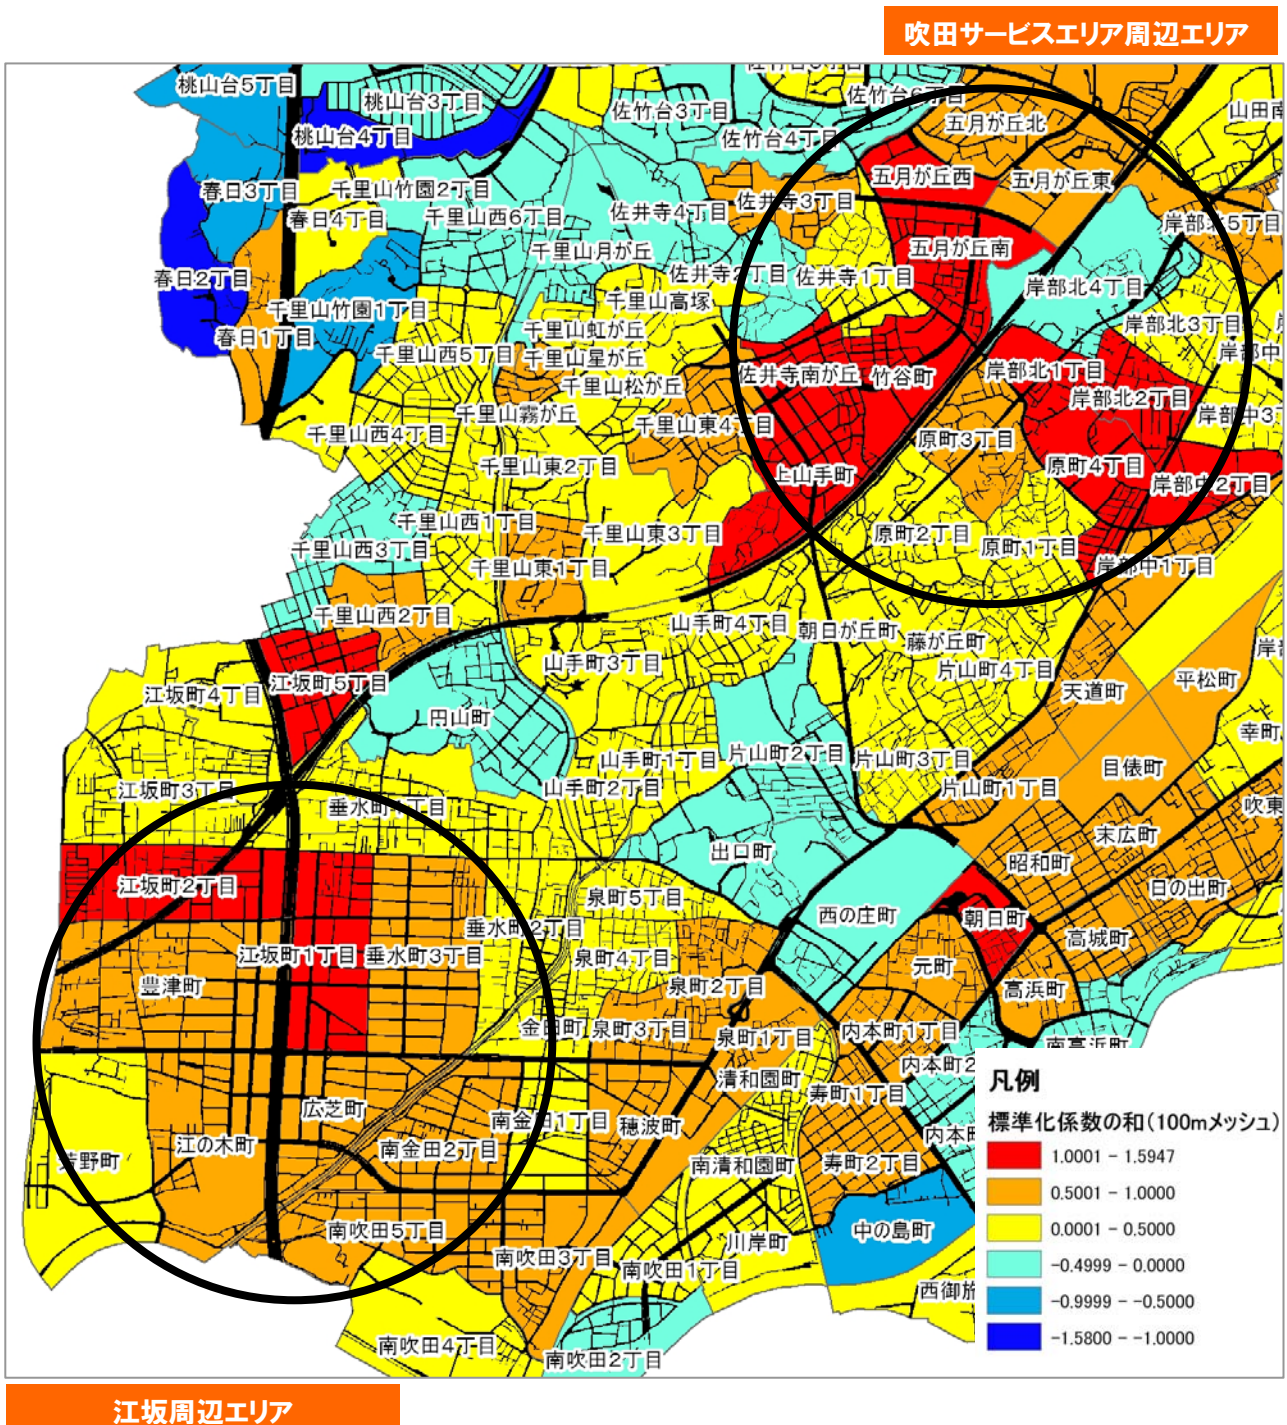 吹田サービスエリア周辺エリア
桃山台5丁目
桃山台3丁目
桃山台4丁目
佐竹台3丁目
佐竹台4丁目
五月が丘北
五月が丘西
五月が丘東
春日3丁目
千里山竹園2丁目
春日4丁目
千里山西6丁目
佐井寺4丁目
佐井寺3丁目
岸部北5丁目
千里山月が丘
五月が丘南
春日2丁目
佐井寺2丁目
佐井寺1丁目
岸部北4丁目
千里山高塚
千里山竹園1丁目
千里山虹が丘
岸部北3丁目
春日1丁目
千里山西5丁目
千里山星が丘
岸部中
佐井寺南が丘
竹谷町
岸部北1丁目
千里山松が丘
岸部北2丁目
千里山霧が丘
岸部中3
千里山東4丁目
千里山西4丁目
原町3丁目
千里山東2丁目
上山手町
原町4丁目
岸部中2丁目
千里山西1丁目
千里山東3丁目
原町2丁目
原町1丁目
千里山西3丁目
千里山東1丁目
岸部中1丁目
千里山西2丁目
山手町4丁目
朝日が丘町
藤が丘町
山手町3丁目
片山町4丁目
江坂町5丁目
江坂町4丁目
天道町
平松町
円山町
幸町
山手町1丁目
片山町2丁目
片山町3丁目
目俵町
江坂町3丁目
垂水町1丁目
山手町2丁目
片山町1丁目
吹東
末広町
出口町
昭和町
江坂町2丁目
泉町5丁目
日の出町
西の庄町
朝日町
垂水町2丁目
高城町
江坂町1丁目
垂水町3丁目
泉町4丁目
元町
豊津町
泉町2丁目
高浜町
金田町
泉町3丁目
泉町1丁目
内本町1丁目
南高浜町
内本町2
清和園町
寿町1丁目
広芝町
南金田1丁目
穂波町
江の木町
南金田2丁目
内本町
芳野町
南清和園町
寿町2丁目
南吹田5丁目
川岸町
中の島町
南吹田3丁目
南吹田1丁目
西御旅
南吹田4丁目
南吹田2丁目
凡例
標準化係数の和（100mメッシュ）
1.0001 - 1.5947
0.5001 - 1.0000
0.0001 - 0.5000
-0.4999 - 0.0000
-0.9999 - -0.5000
-1.5800 - -1.0000
江坂周辺エリア